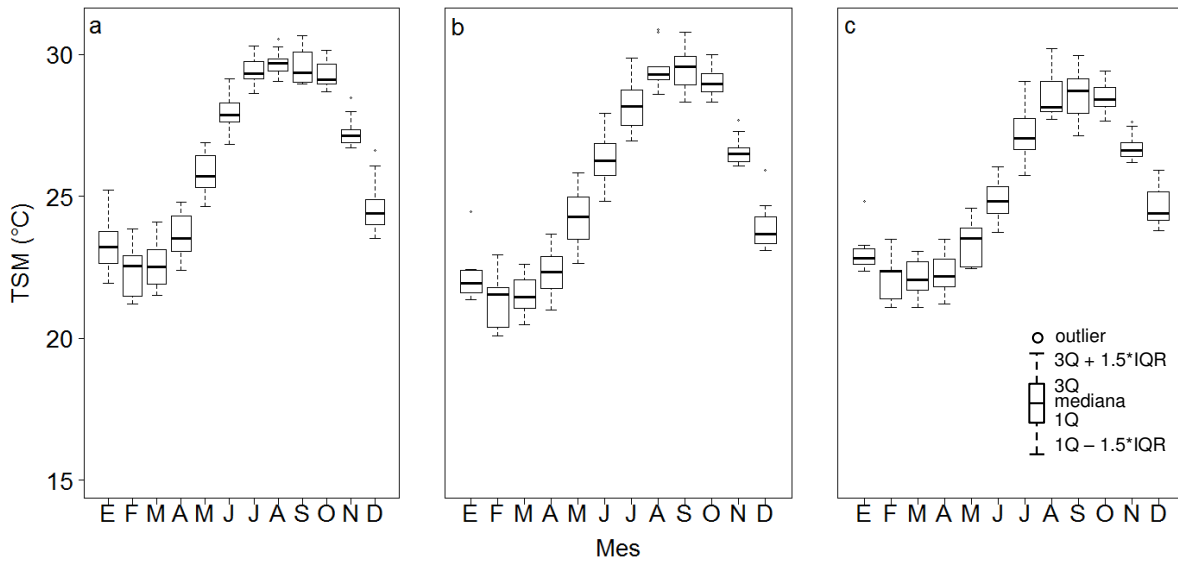 a
b
c
30
25
20
15
TSM (°C)
E F M A M J J A S O N D
E F M A M J J A S O N D
E F M A M J J A S O N D
Mes
outlier
3Q + 1.5*IQR
3Q
mediana
1Q
1Q – 1.5*IQR